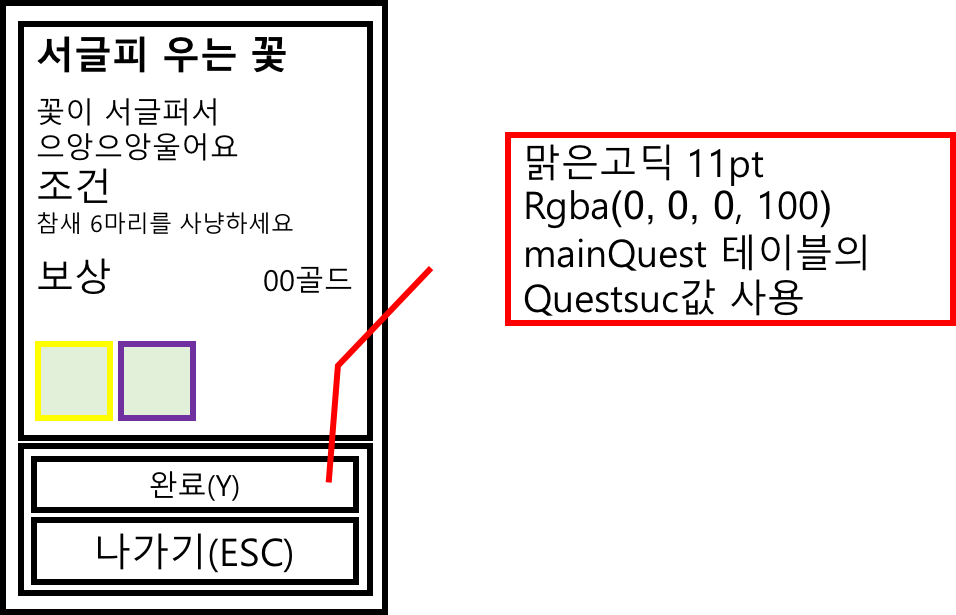 서글피 우는 꽃
꽃이 서글퍼서
으앙으앙울어요
조건
참새 6마리를 사냥하세요
보상 00골드
완료(Y)
나가기(ESC)
맑은고딕 11pt
Rgba(0, 0, 0, 100)
mainQuest 테이블의
Questsuc값 사용